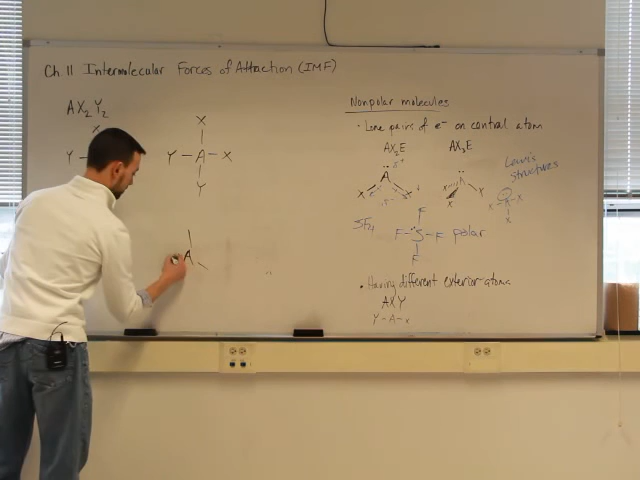 Ch 11 Intermolecular Forces of Attraction (IMF)
AX2Y2
X
Y
X
Y - A - X
Y
A
Nonpolar molecules
• Lone pairs of e- on central atom
AX2E
AX3E
δ+
A
X X
A
X X
X
Lewis
structures
X A X
X
SF4
F
F - S - F polar
F
• Having different exterior atoms
AXY
Y - A - X